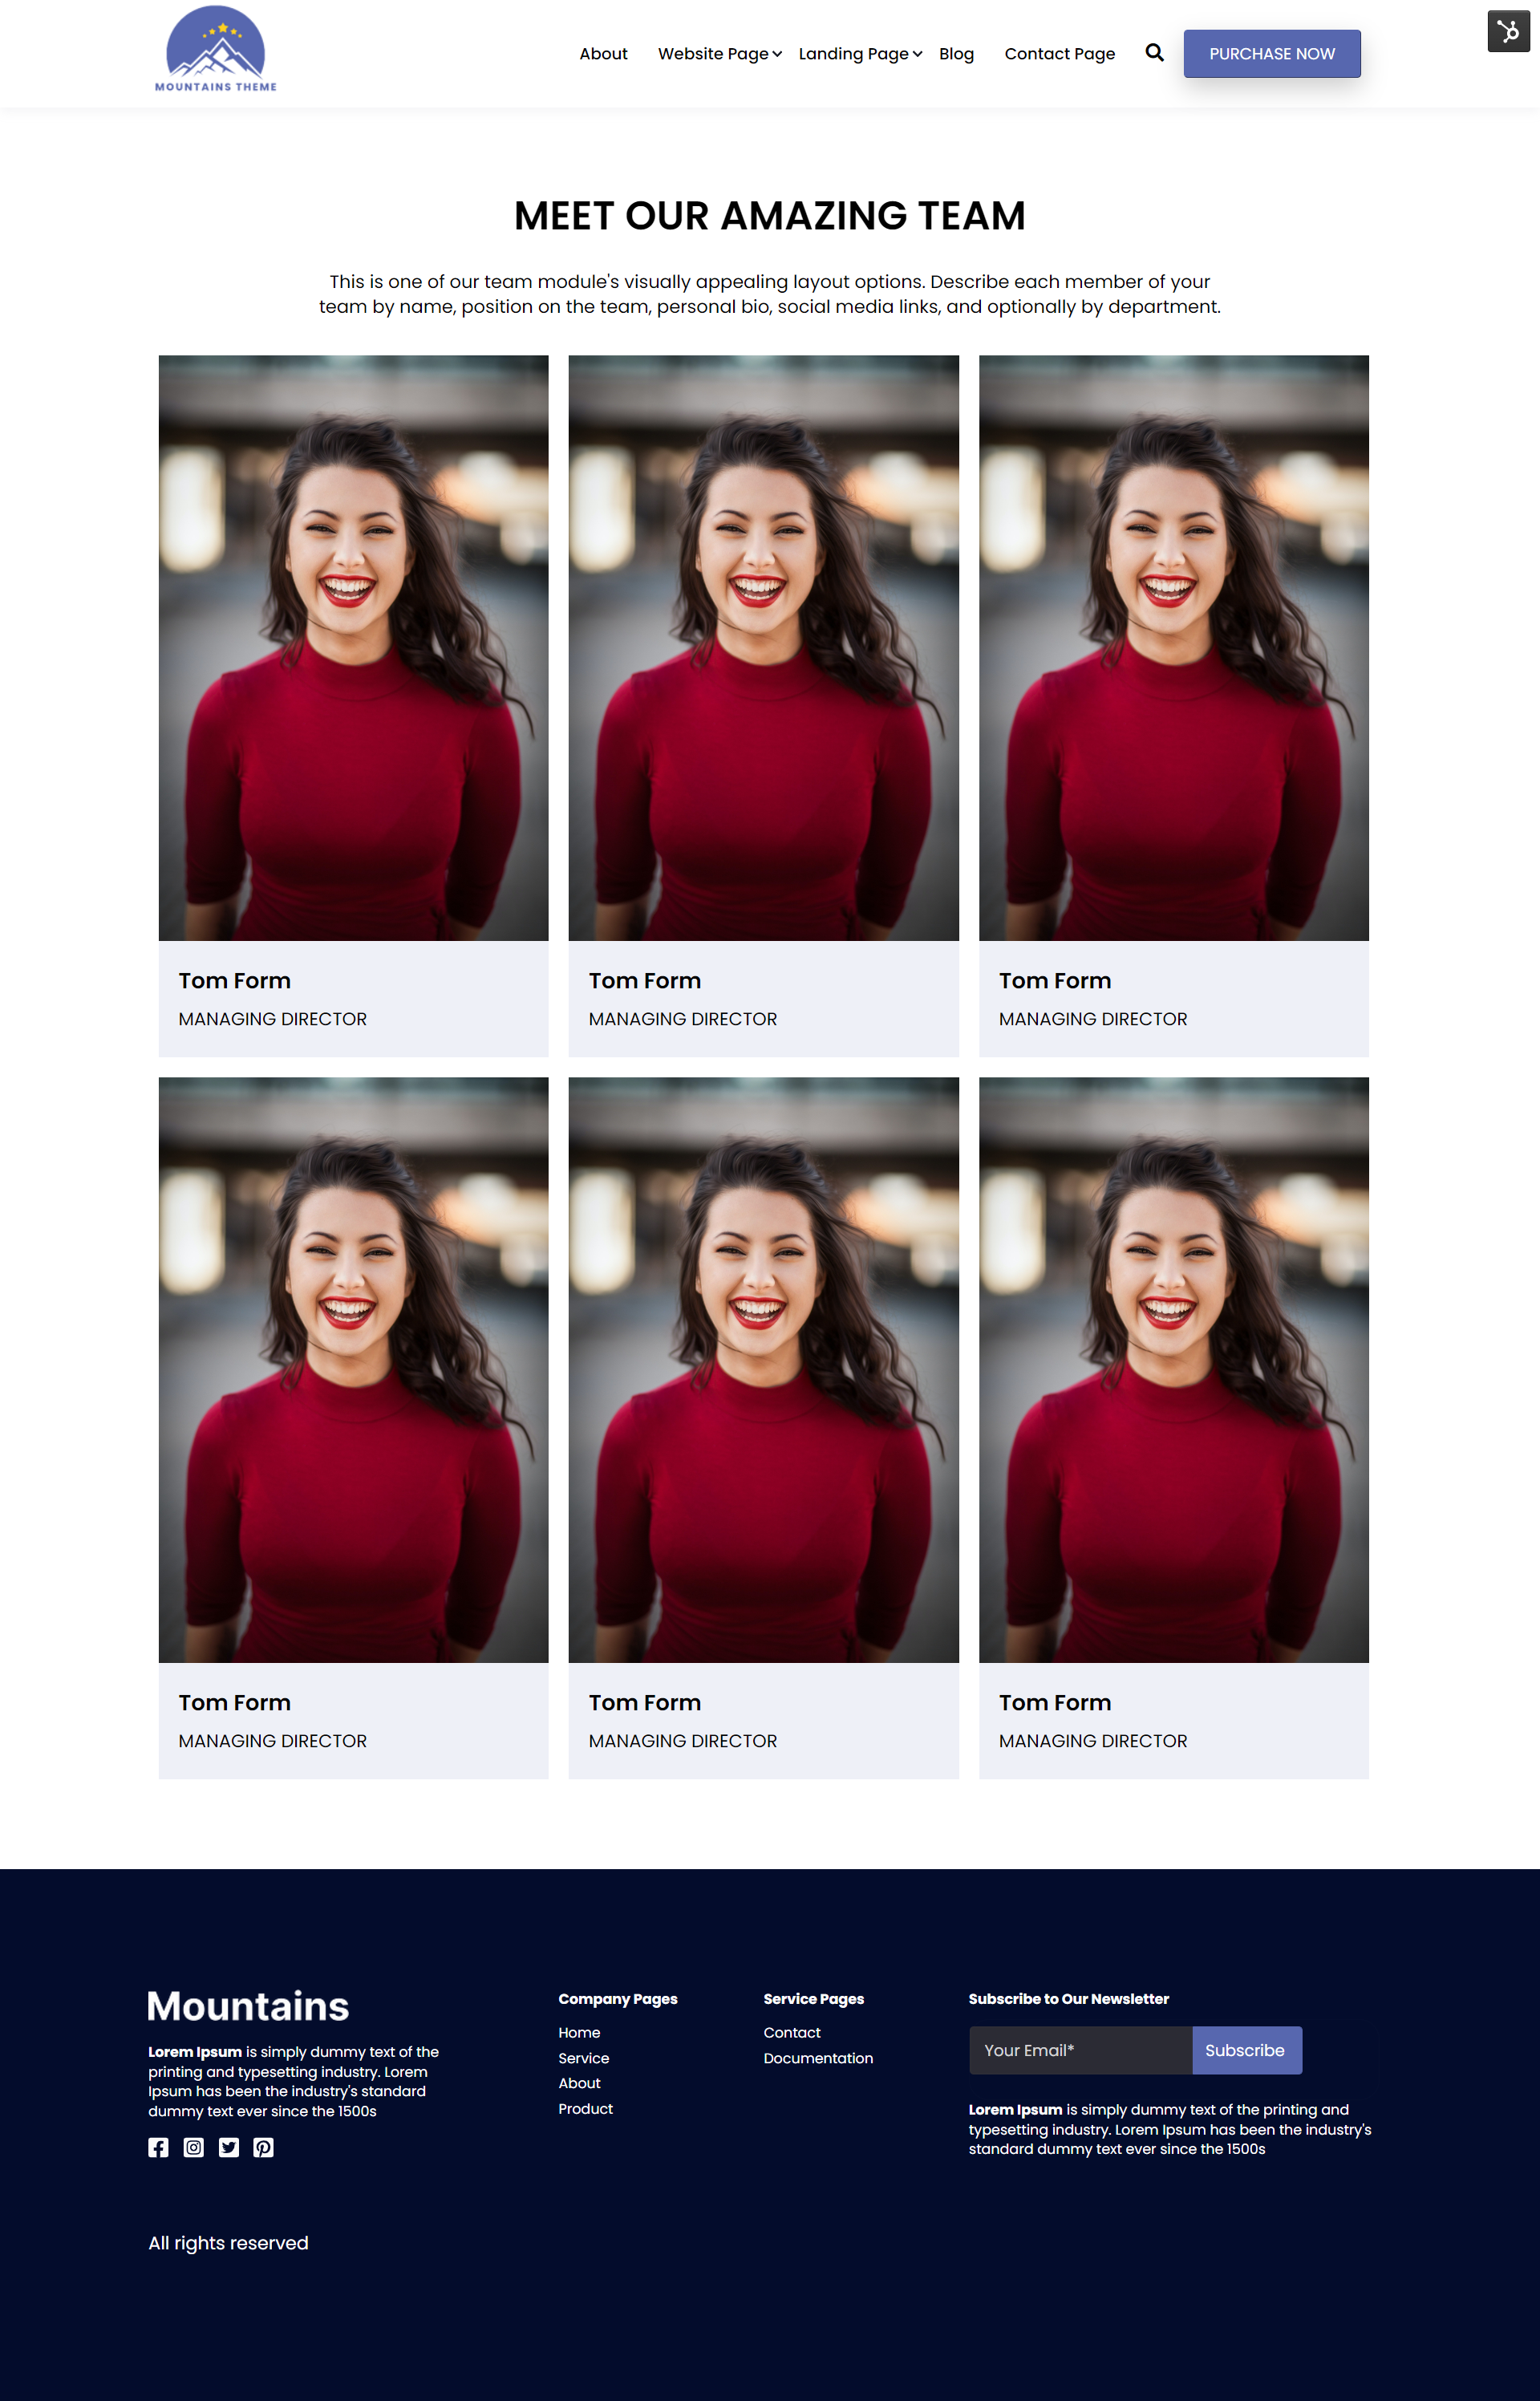 MOUNTAINS THEME
About
Website Page
Landing Page
Blog
Contact Page
PURCHASE NOW
MEET OUR AMAZING TEAM
This is one of our team module's visually appealing layout options. Describe each member of your
team by name, position on the team, personal bio, social media links, and optionally by department.
Tom Form
MANAGING DIRECTOR
Tom Form
MANAGING DIRECTOR
Tom Form
MANAGING DIRECTOR
Tom Form
MANAGING DIRECTOR
Tom Form
MANAGING DIRECTOR
Tom Form
MANAGING DIRECTOR
Mountains
Lorem Ipsum is simply dummy text of the
printing and typesetting industry. Lorem
Ipsum has been the industry's standard
dummy text ever since the 1500s
Company Pages
Home
Service
About
Product
Service Pages
Contact
Documentation
Subscribe to Our Newsletter
Your Email*
Subscribe
Lorem Ipsum is simply dummy text of the printing and
typesetting industry. Lorem Ipsum has been the industry's
standard dummy text ever since the 1500s
All rights reserved